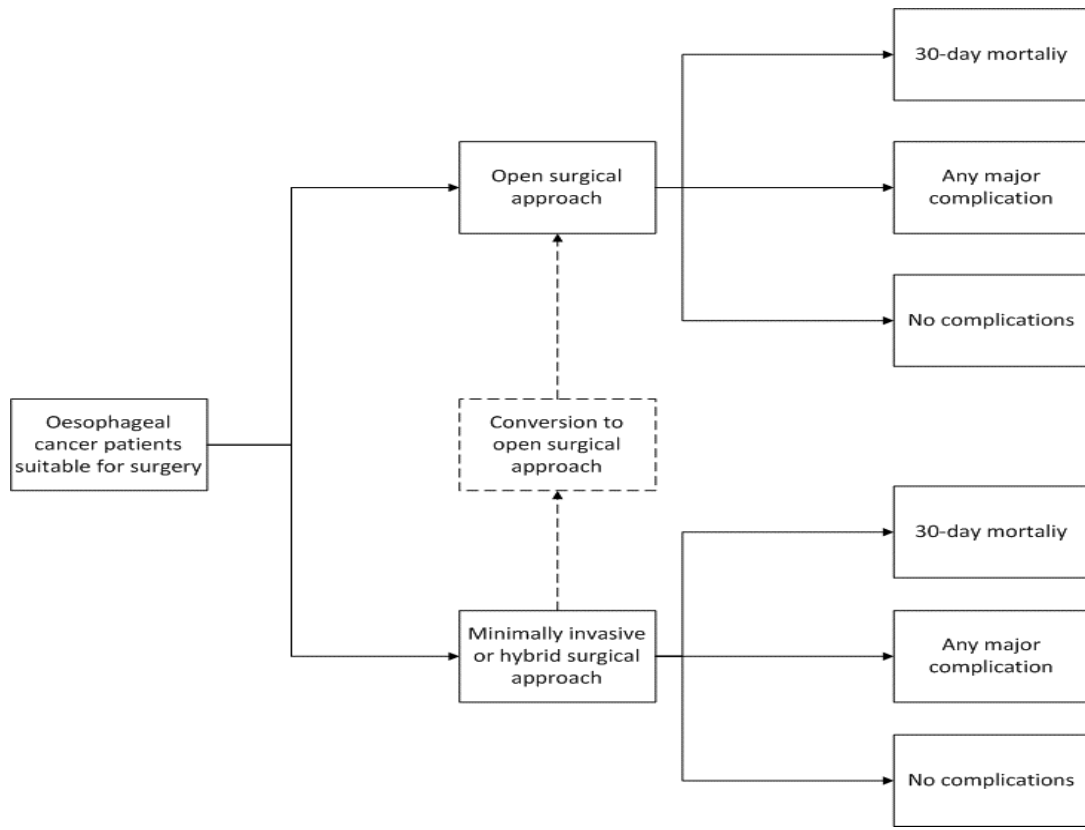 30-day mortaliy
Open surgical
approach
Any major
complication
No complications
Oesophageal
cancer patients
suitable for surgery
Conversion to
open surgical
approach
30-day mortaliy
Minimally invasive
or hybrid surgical
approach
Any major
complication
No complications